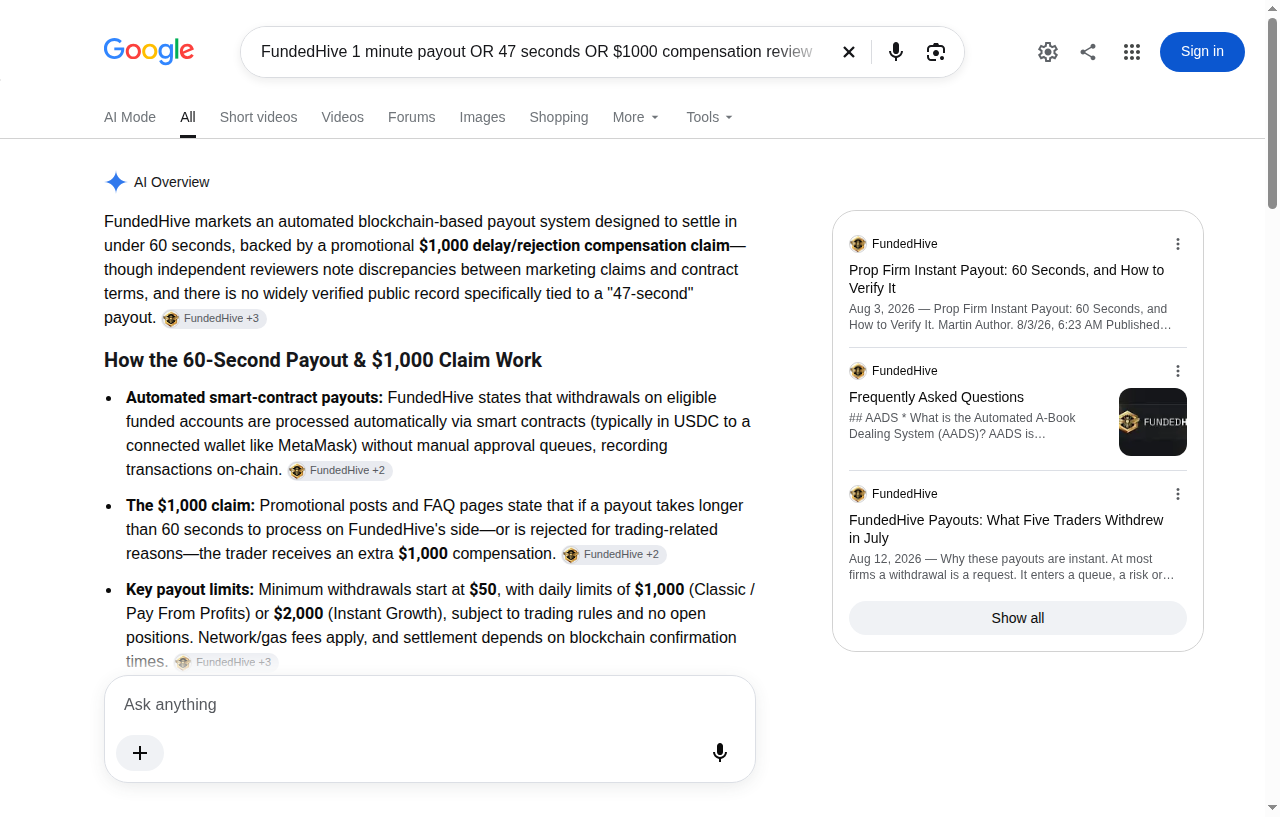 Google
FundedHive 1 minute payout OR 47 seconds OR $1000 compensation review
Sign in
AI Mode
All
Short videos
Videos
Forums
Images
Shopping
More
Tools
AI Overview
FundedHive markets an automated blockchain-based payout system designed to settle in
under 60 seconds, backed by a promotional $1,000 delay/rejection compensation claim—
though independent reviewers note discrepancies between marketing claims and contract
terms, and there is no widely verified public record specifically tied to a "47-second"
payout. FundedHive +3
How the 60-Second Payout & $1,000 Claim Work
• Automated smart-contract payouts: FundedHive states that withdrawals on eligible
funded accounts are processed automatically via smart contracts (typically in USDC to a
connected wallet like MetaMask) without manual approval queues, recording
transactions on-chain. FundedHive +2
• The $1,000 claim: Promotional posts and FAQ pages state that if a payout takes longer
than 60 seconds to process on FundedHive's side—or is rejected for trading-related
reasons—the trader receives an extra $1,000 compensation. FundedHive +2
• Key payout limits: Minimum withdrawals start at $50, with daily limits of $1,000 (Classic /
Pay From Profits) or $2,000 (Instant Growth), subject to trading rules and no open
positions. Network/gas fees apply, and settlement depends on blockchain confirmation
times. FundedHive +3
Ask anything
FundedHive
Prop Firm Instant Payout: 60 Seconds, and How to
Verify It
Aug 3, 2026 — Prop Firm Instant Payout: 60 Seconds, and
How to Verify It. Martin Author. 8/3/26, 6:23 AM Published…
FundedHive
Frequently Asked Questions
## AADS * What is the Automated A-Book
Dealing System (AADS)? AADS is…
FUNDEDH
FundedHive
FundedHive Payouts: What Five Traders Withdrew
in July
Aug 12, 2026 — Why these payouts are instant. At most
firms a withdrawal is a request. It enters a queue, a risk or…
Show all